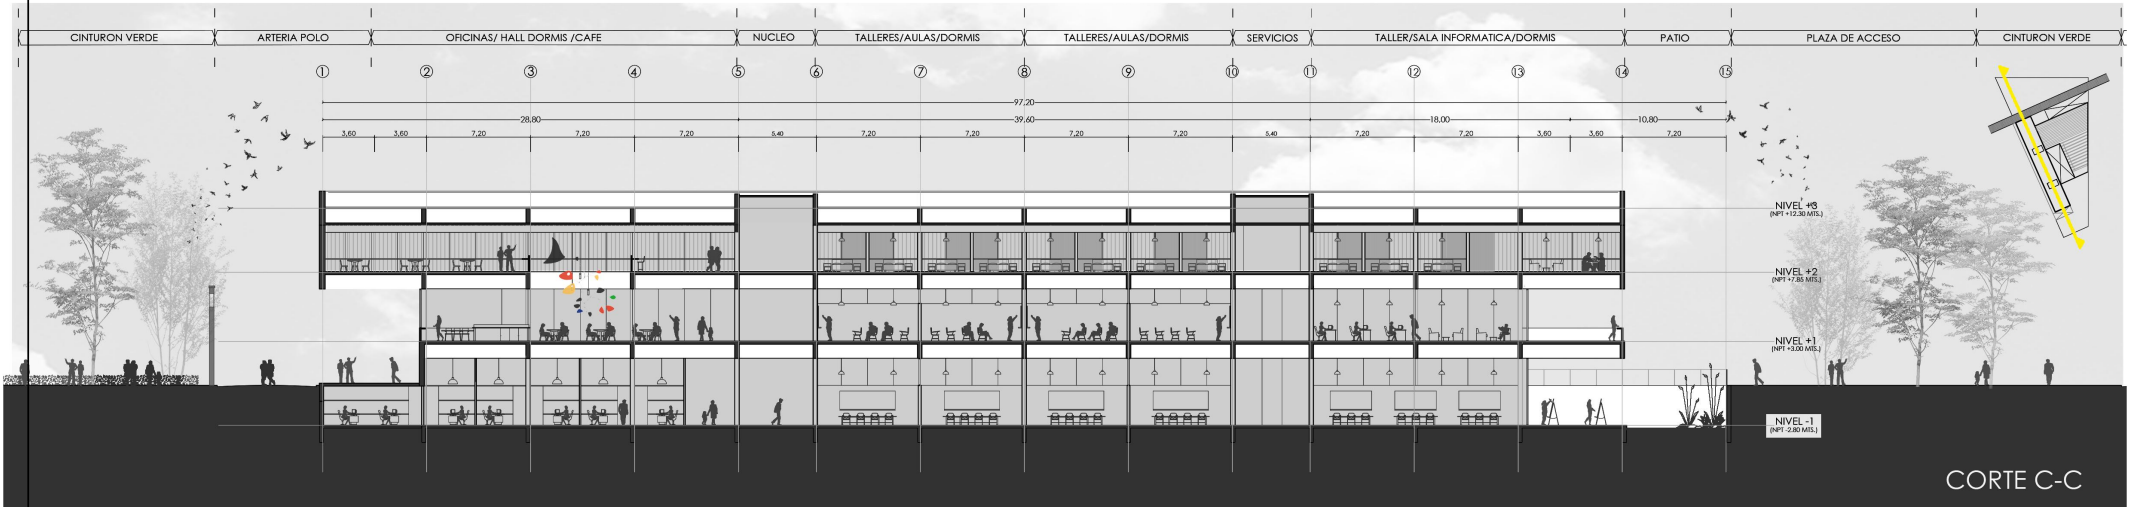 CINTURON VERDE
ARTERIA POLO
OFICINAS/ HALL DORMIS /CAFE
NUCLEO
TALLERES/AULAS/DORMIS
TALLERES/AULAS/DORMIS
SERVICIOS
TALLER/SALA INFORMATICA/DORMIS
PATIO
PLAZA DE ACCESO
CINTURON VERDE
1 2 3 4 5 6 7 8 9 10 11 12 13 14 15
97,20
28,80 39,60 18,00 10,80
3,60 3,60 7,20 7,20 7,20 5,40 7,20 7,20 7,20 7,20 5,40 7,20 7,20 3,60 3,60 7,20
NIVEL +3
(NPT +12.30 MTS.)
NIVEL +2
(NPT +7.85 MTS.)
NIVEL +1
(NPT +3.00 MTS.)
NIVEL -1
(NPT -2.80 MTS.)
CORTE C-C